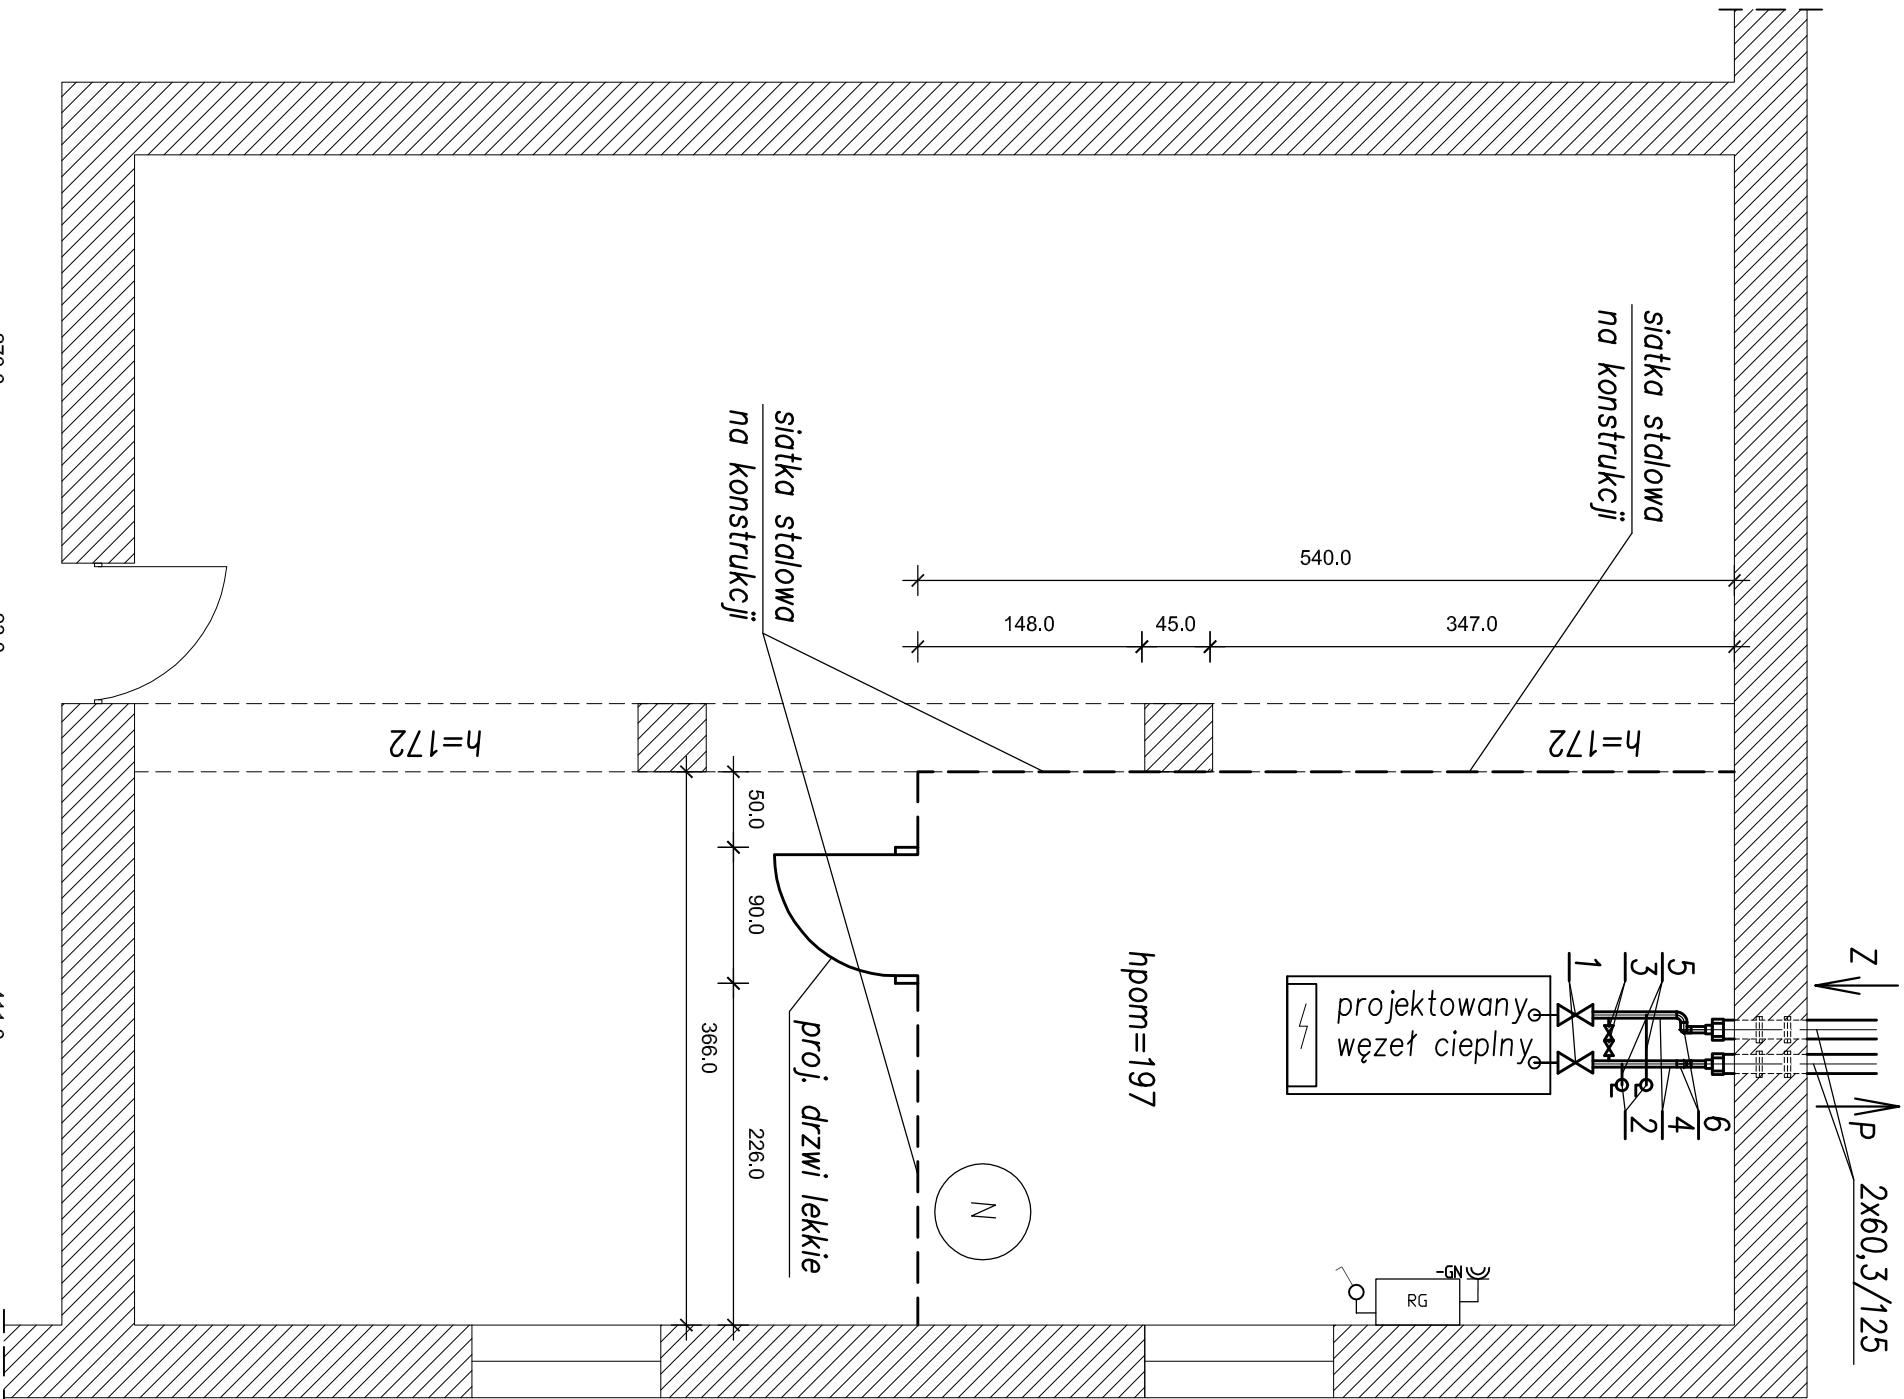 siatka stalowa
na konstrukcji
siatka stalowa
na konstrukcji
540.0
148.0
45.0
347.0
h=172
h=172
50.0
90.0
226.0
366.0
proj. drzwi lekkie
hpom=197
projektowany
węzeł cieplny
1
3
5
2
4
6
Z
P
2x60,3/125
N
-GN
RG